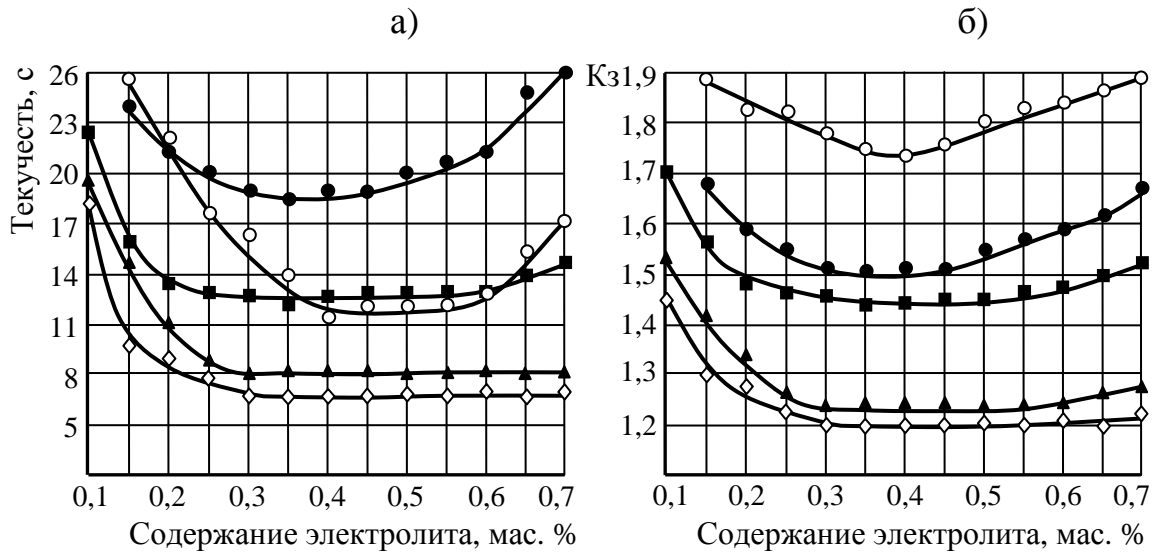 а)
б)
Текучесть, с
26
23
20
17
14
11
8
5
0,1 0,2 0,3 0,4 0,5 0,6 0,7
Содержание электролита, мас. %
Кз
1,9
1,8
1,7
1,6
1,5
1,4
1,3
1,2
0,1 0,2 0,3 0,4 0,5 0,6 0,7
Содержание электролита, мас. %